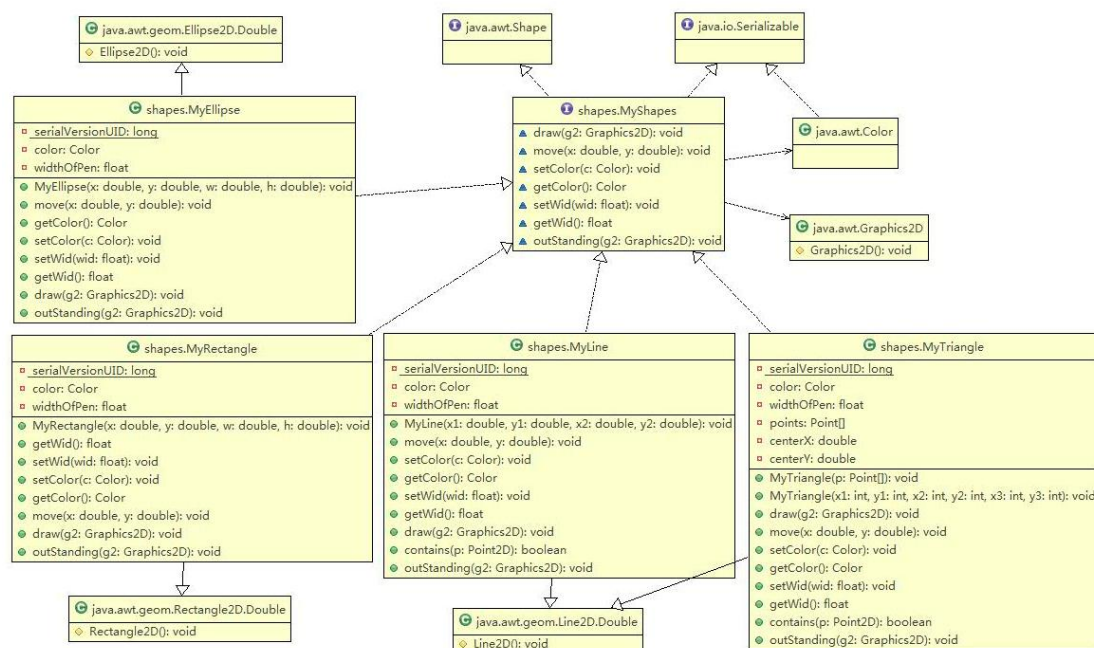 java.awt.geom.Ellipse2D.Double
Ellipse2D(): void
java.awt.Shape
java.io.Serializable
shapes.MyEllipse
serialVersionUID: long
color: Color
widthOfPen: float
MyEllipse(x: double, y: double, w: double, h: double): void
move(x: double, y: double): void
getColor(): Color
setColor(c: Color): void
setWid(wid: float): void
getWid(): float
draw(g2: Graphics2D): void
outStanding(g2: Graphics2D): void
shapes.MyShapes
draw(g2: Graphics2D): void
move(x: double, y: double): void
setColor(c: Color): void
getColor(): Color
setWid(wid: float): void
getWid(): float
outStanding(g2: Graphics2D): void
java.awt.Color
java.awt.Graphics2D
Graphics2D(): void
shapes.MyRectangle
serialVersionUID: long
color: Color
widthOfPen: float
MyRectangle(x: double, y: double, w: double, h: double): void
getWid(): float
setWid(wid: float): void
setColor(c: Color): void
getColor(): Color
move(x: double, y: double): void
draw(g2: Graphics2D): void
outStanding(g2: Graphics2D): void
shapes.MyLine
serialVersionUID: long
color: Color
widthOfPen: float
MyLine(x1: double, y1: double, x2: double, y2: double): void
move(x: double, y: double): void
setColor(c: Color): void
getColor(): Color
setWid(wid: float): void
getWid(): float
draw(g2: Graphics2D): void
contains(p: Point2D): boolean
outStanding(g2: Graphics2D): void
shapes.MyTriangle
serialVersionUID: long
color: Color
widthOfPen: float
points: Point[]
centerX: double
centerY: double
MyTriangle(p: Point[]): void
MyTriangle(x1: int, y1: int, x2: int, y2: int, x3: int, y3: int): void
draw(g2: Graphics2D): void
move(x: double, y: double): void
setColor(c: Color): void
getColor(): Color
setWid(wid: float): void
getWid(): float
contains(p: Point2D): boolean
outStanding(g2: Graphics2D): void
java.awt.geom.Rectangle2D.Double
Rectangle2D(): void
java.awt.geom.Line2D.Double
Line2D(): void